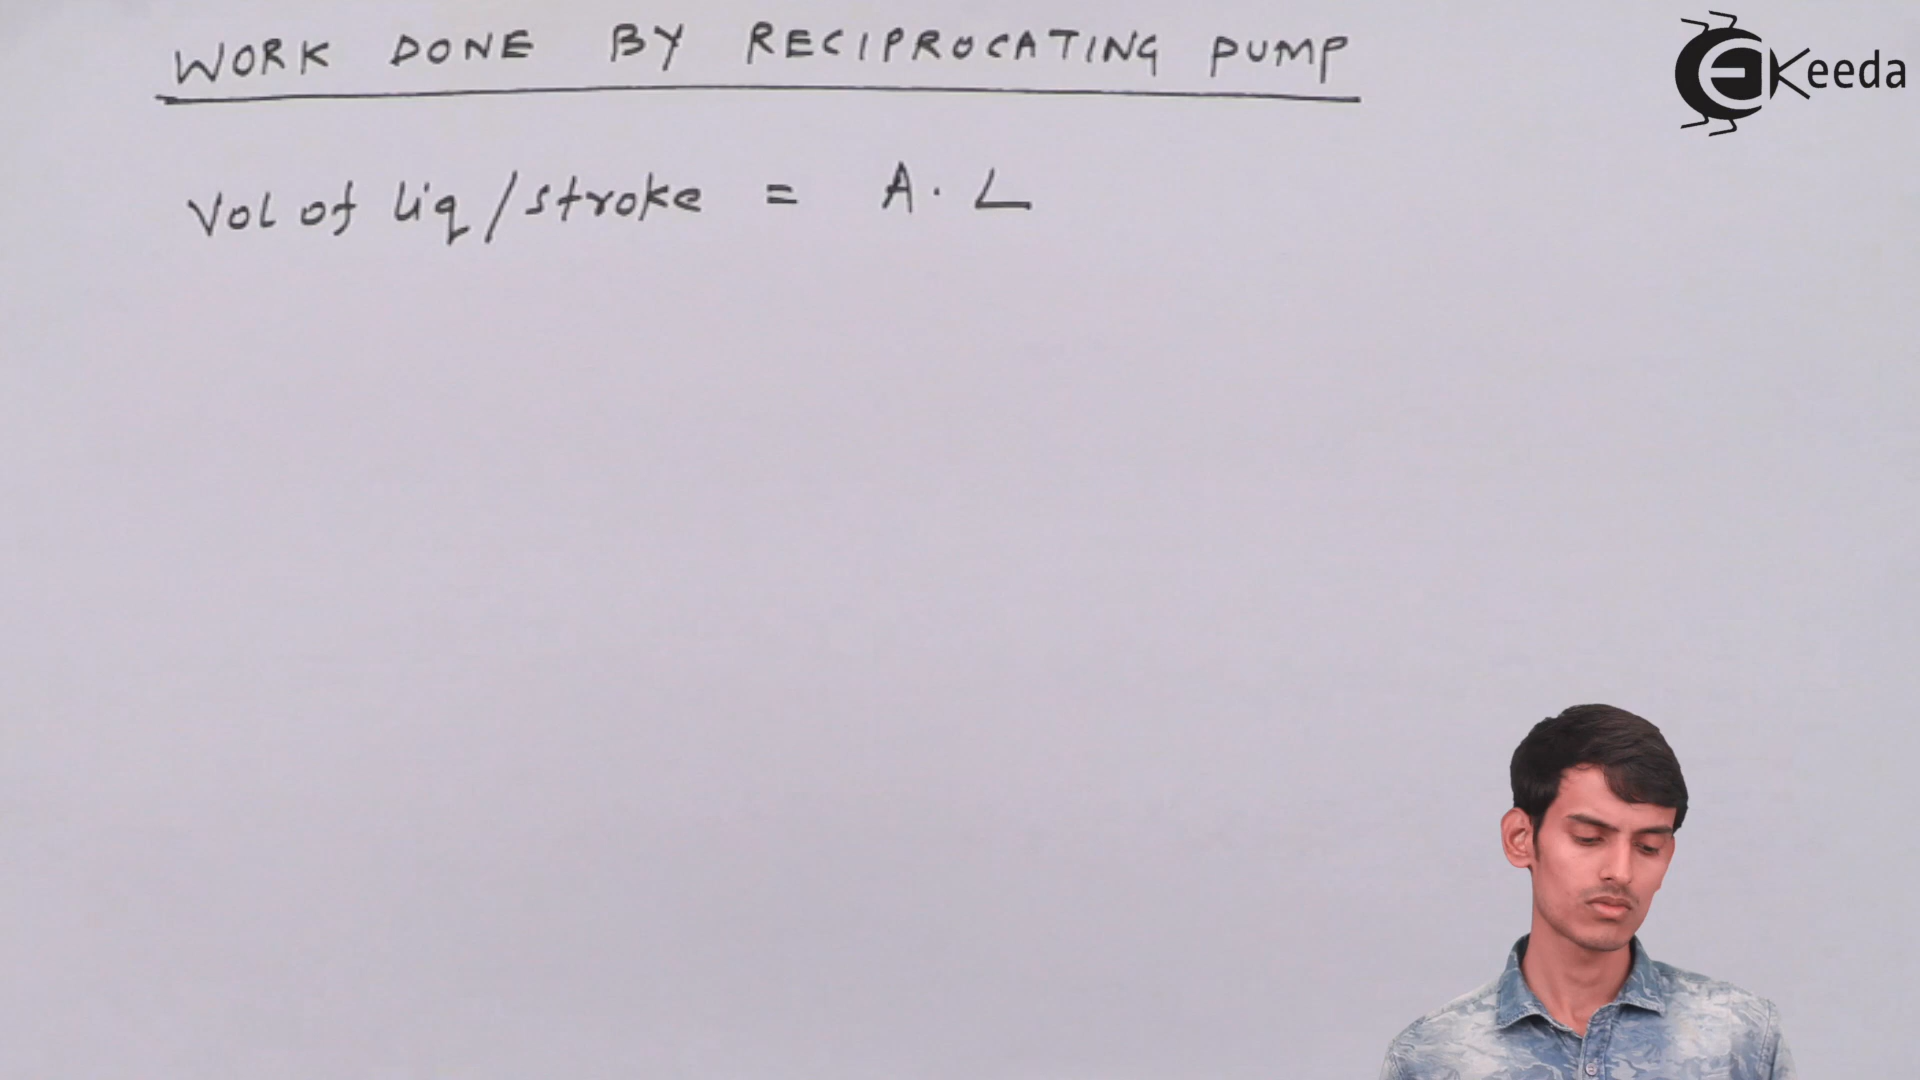 WORK DONE BY RECIPROCATING PUMP
EKeeda
Vol of liq/stroke = A. L